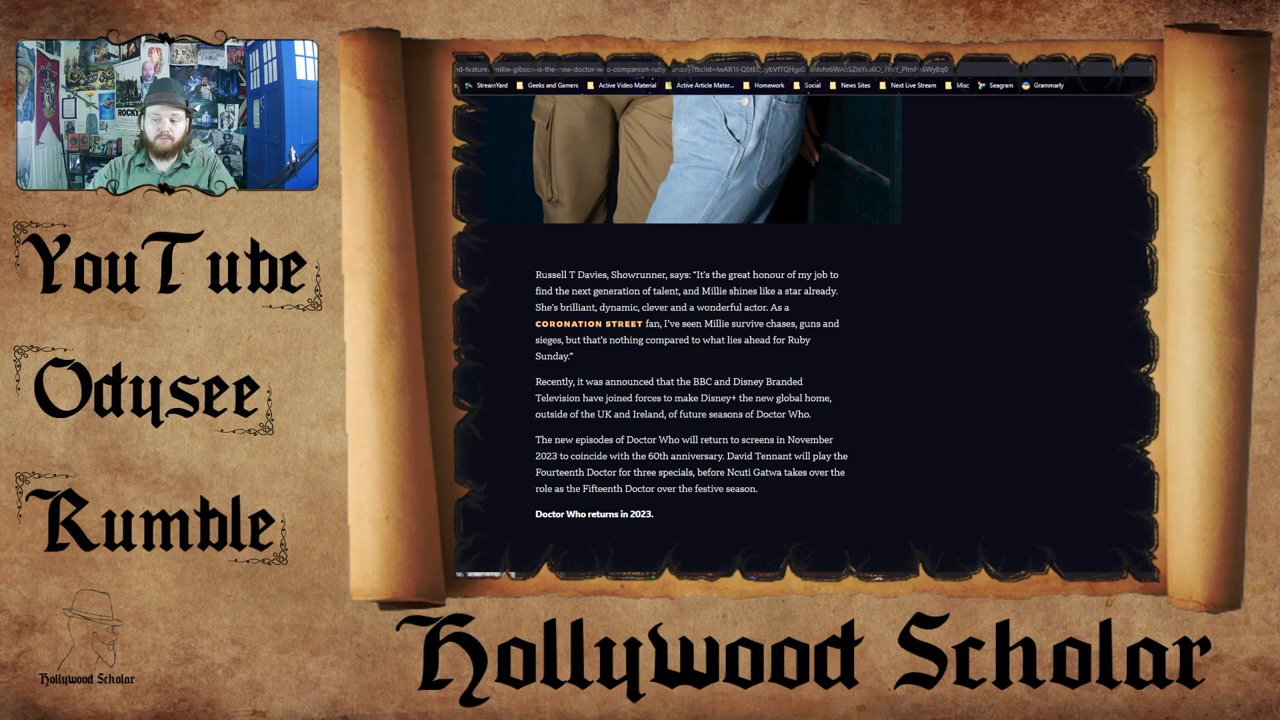 YouTube
Odysee
Rumble
Hollywood Scholar
ROCKY
StreamYard Geeks and Gamers Active Video Material Active Article Mater... Homework Social News Sites Next Live Stream Misc Seagram Grammarly
Russell T Davies, Showrunner, says: “It's the great honour of my job to
find the next generation of talent, and Millie shines like a star already.
She's brilliant, dynamic, clever and a wonderful actor. As a
CORONATION STREET fan, I've seen Millie survive chases, guns and
sieges, but that's nothing compared to what lies ahead for Ruby
Sunday.”
Recently, it was announced that the BBC and Disney Branded
Television have joined forces to make Disney+ the new global home,
outside of the UK and Ireland, of future seasons of Doctor Who.
The new episodes of Doctor Who will return to screens in November
2023 to coincide with the 60th anniversary. David Tennant will play the
Fourteenth Doctor for three specials, before Ncuti Gatwa takes over the
role as the Fifteenth Doctor over the festive season.
Doctor Who returns in 2023.
Hollywood Scholar